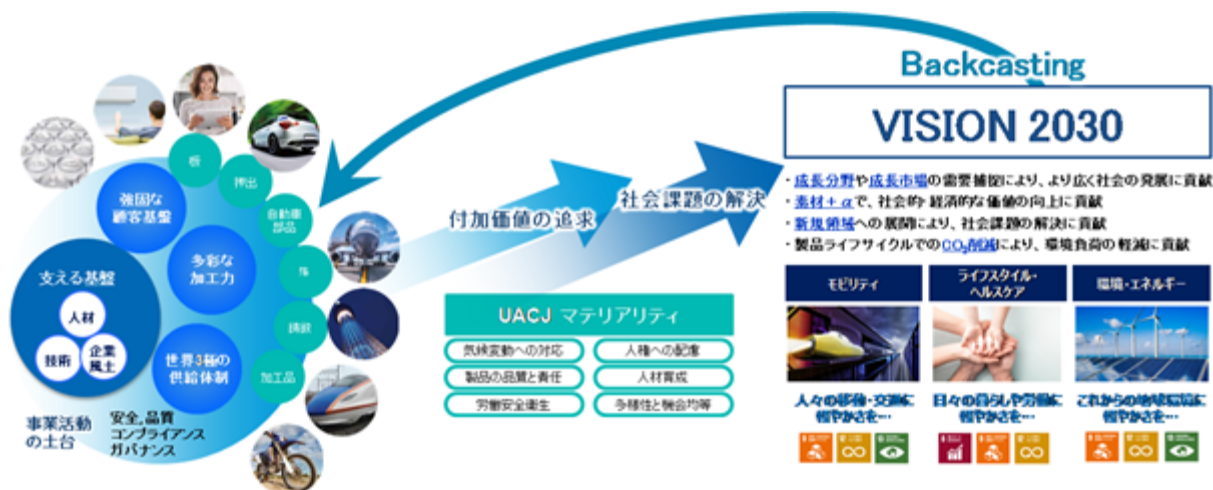 Backcasting
VISION 2030
・成長分野や成長市場の需要捕捉により、より広く社会の発展に貢献
・素材+αで、社会的・経済的な価値の向上に貢献
・新規領域への展開により、社会課題の解決に貢献
・製品ライフサイクルでのCO₂削減により、環境負荷の軽減に貢献
モビリティ
ライフスタイル・
ヘルスケア
環境・エネルギー
人々の移動・交通に
軽やかさを…
日々の暮らしや労働に
軽やかさを…
これからの地球環境に
軽やかさを…
社会課題の解決
付加価値の追求
UACJ マテリアリティ
気候変動への対応
人権への配慮
製品の品質と責任
人材育成
労働安全衛生
多様性と機会均等
板
押出
自動車
部品
箔
鋳鍛
加工品
強固な
顧客基盤
多彩な
加工力
世界3極の
供給体制
支える基盤
人材
技術
企業
風土
事業活動
の土台
安全、品質
コンプライアンス
ガバナンス